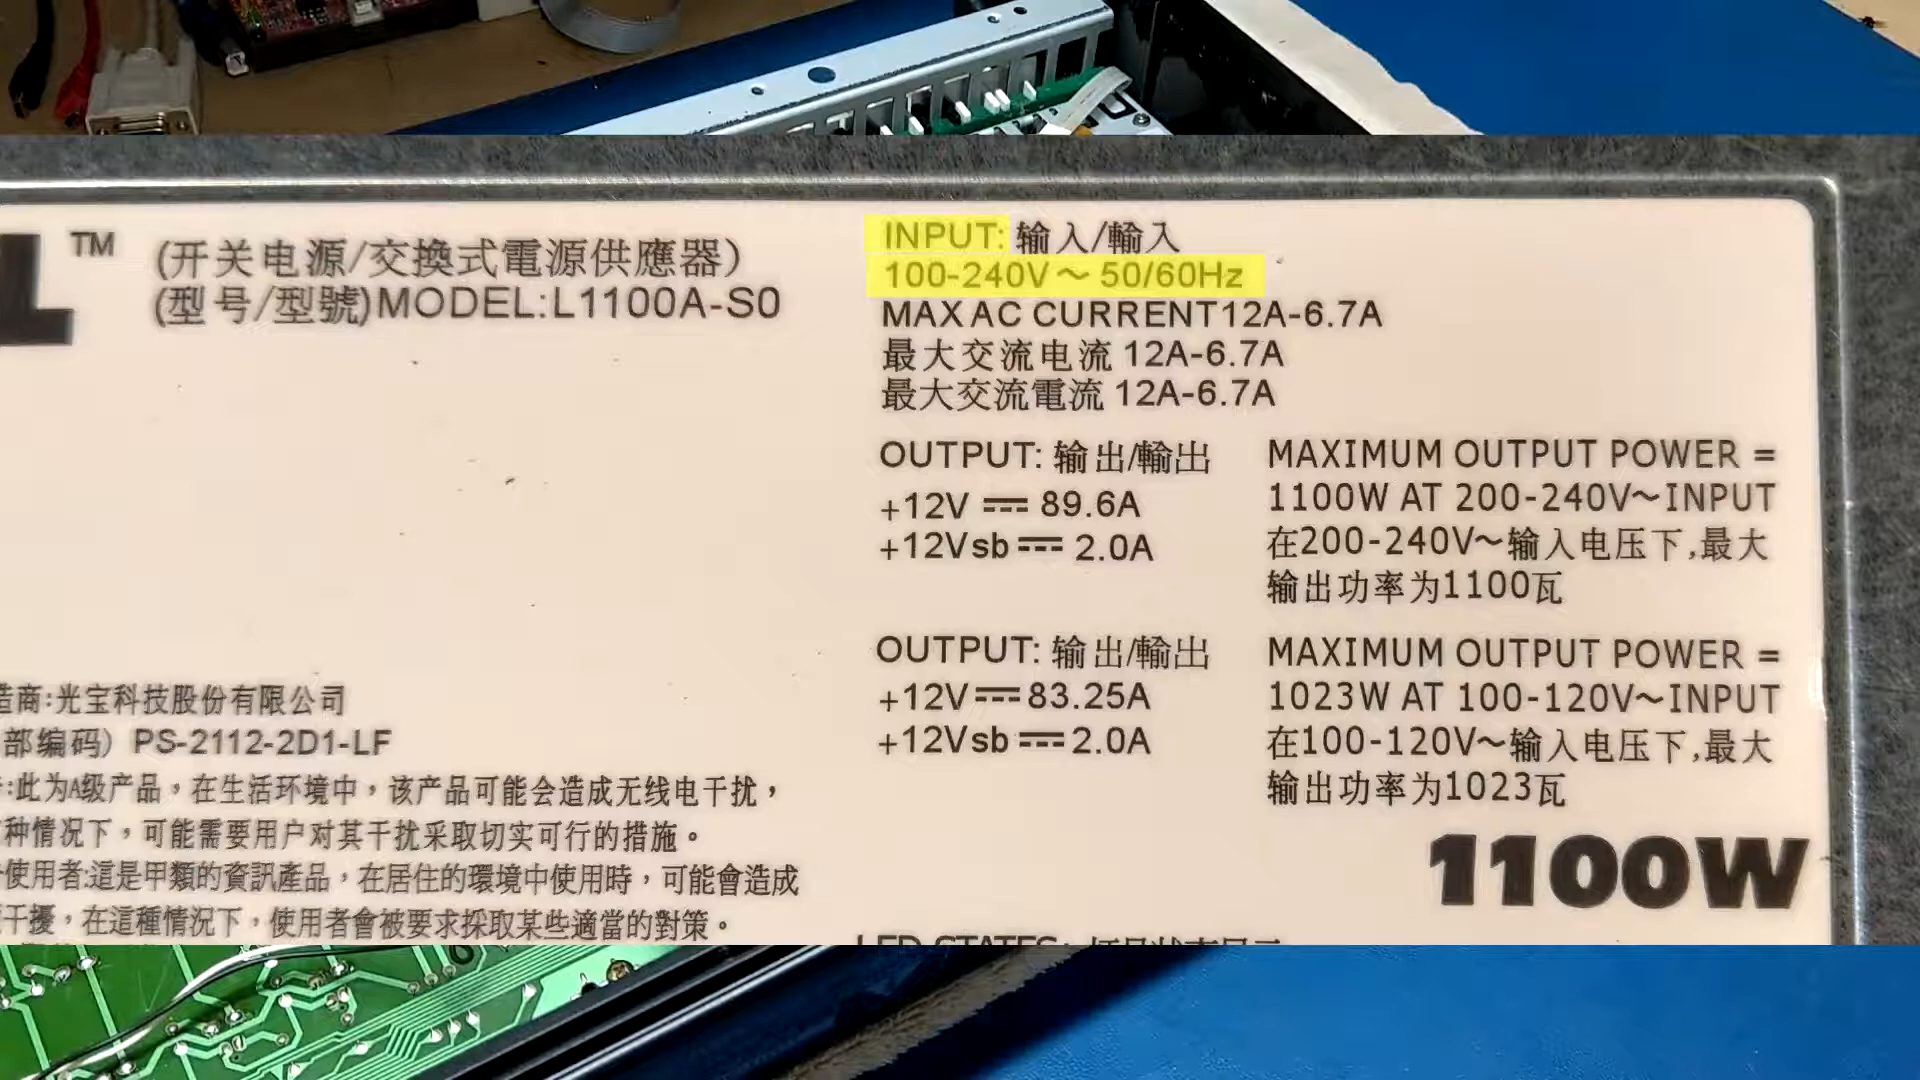 L™
(开关电源/交換式電源供應器)
(型号/型號)MODEL:L1100A-S0
造商:光宝科技股份有限公司
部编码) PS-2112-2D1-LF
:此为A级产品，在生活环境中，该产品可能会造成无线电干扰，
种情况下，可能需要用户对其干扰采取切实可行的措施。
使用者:這是甲類的資訊產品，在居住的環境中使用時，可能會造成
干擾，在這種情況下，使用者會被要求採取某些適當的對策。
INPUT: 输入/輸入
100-240V～ 50/60Hz
MAX AC CURRENT12A-6.7A
最大交流电流 12A-6.7A
最大交流電流 12A-6.7A
OUTPUT: 输出/輸出
+12V ⎓ 89.6A
+12Vsb ⎓ 2.0A
MAXIMUM OUTPUT POWER =
1100W AT 200-240V～INPUT
在200-240V～输入电压下,最大
输出功率为1100瓦
OUTPUT: 输出/輸出
+12V ⎓ 83.25A
+12Vsb ⎓ 2.0A
MAXIMUM OUTPUT POWER =
1023W AT 100-120V～INPUT
在100-120V～输入电压下,最大
输出功率为1023瓦
1100W
LED STATES: